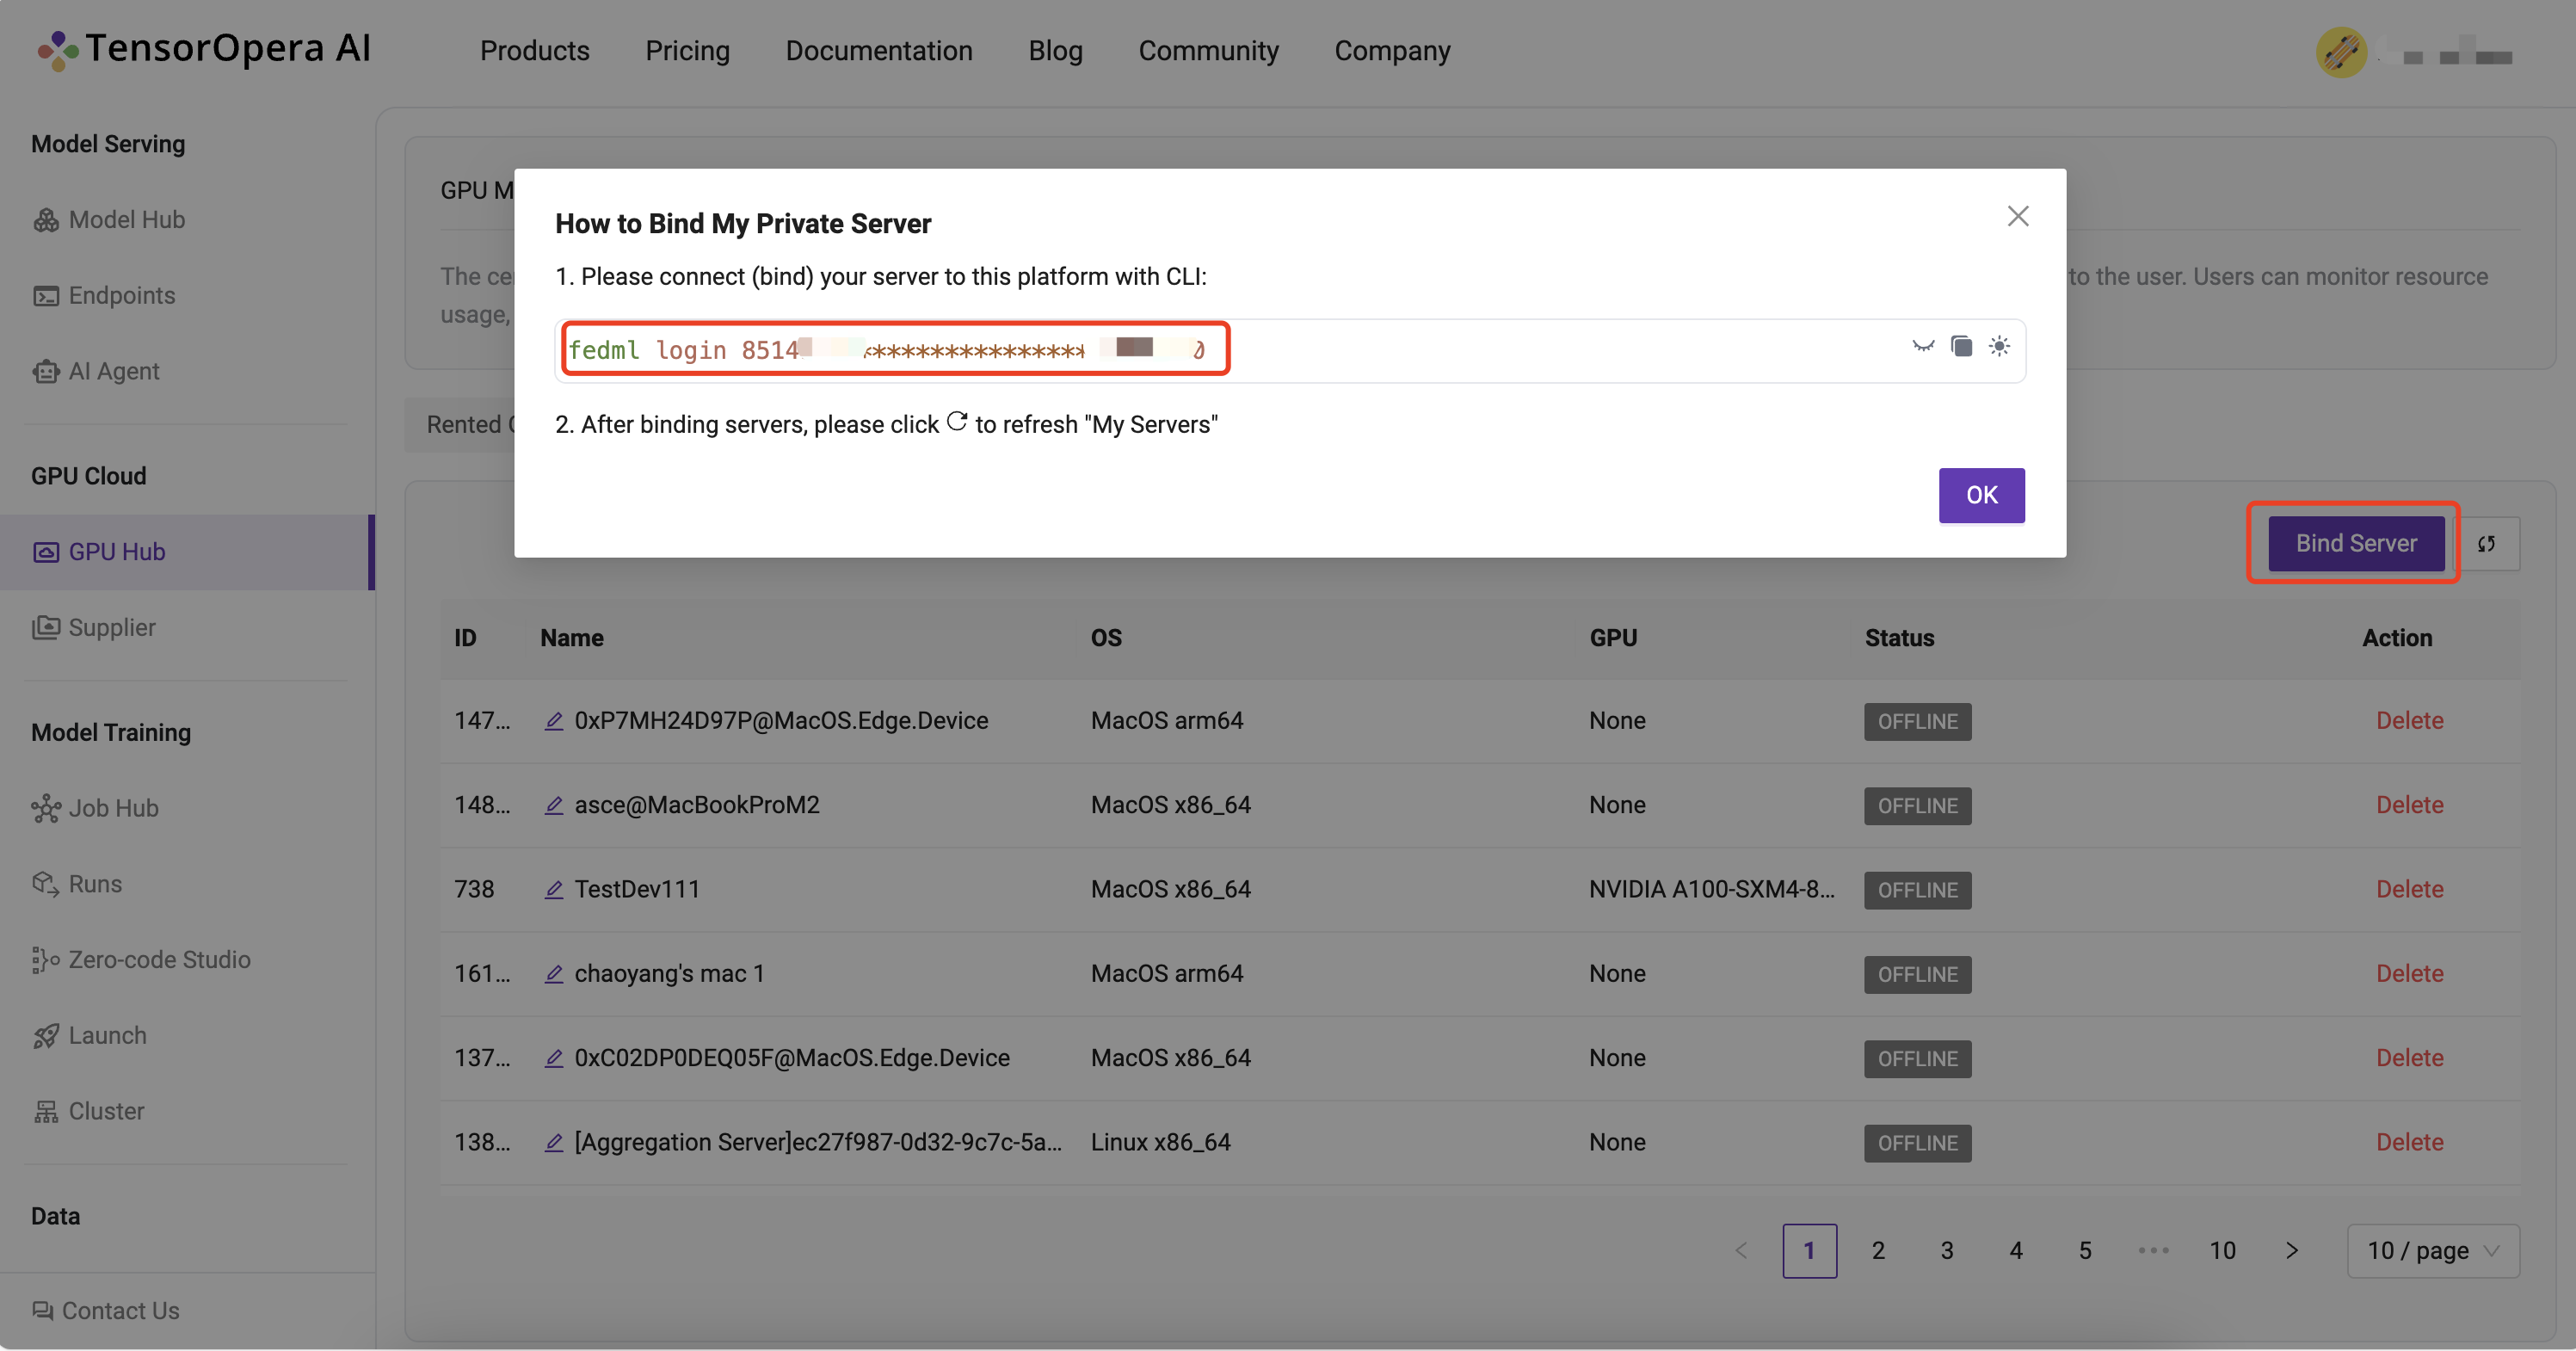 TensorOpera AI
Products Pricing Documentation Blog Community Company
Model Serving
Model Hub
Endpoints
AI Agent
GPU Cloud
GPU Hub
Supplier
Model Training
Job Hub
Runs
Zero-code Studio
Launch
Cluster
Data
Contact Us
GPU M
The ce to the user. Users can monitor resource
usage,
Rented
How to Bind My Private Server
1. Please connect (bind) your server to this platform with CLI:
fedml login 8514 ***************
2. After binding servers, please click to refresh "My Servers"
OK
Bind Server
ID Name OS GPU Status Action
147... 0xP7MH24D97P@MacOS.Edge.Device MacOS arm64 None OFFLINE Delete
148... asce@MacBookProM2 MacOS x86_64 None OFFLINE Delete
738 TestDev111 MacOS x86_64 NVIDIA A100-SXM4-8... OFFLINE Delete
161... chaoyang's mac 1 MacOS arm64 None OFFLINE Delete
137... 0xC02DP0DEQ05F@MacOS.Edge.Device MacOS x86_64 None OFFLINE Delete
138... [Aggregation Server]ec27f987-0d32-9c7c-5a... Linux x86_64 None OFFLINE Delete
< 1 2 3 4 5 ••• 10 > 10 / page